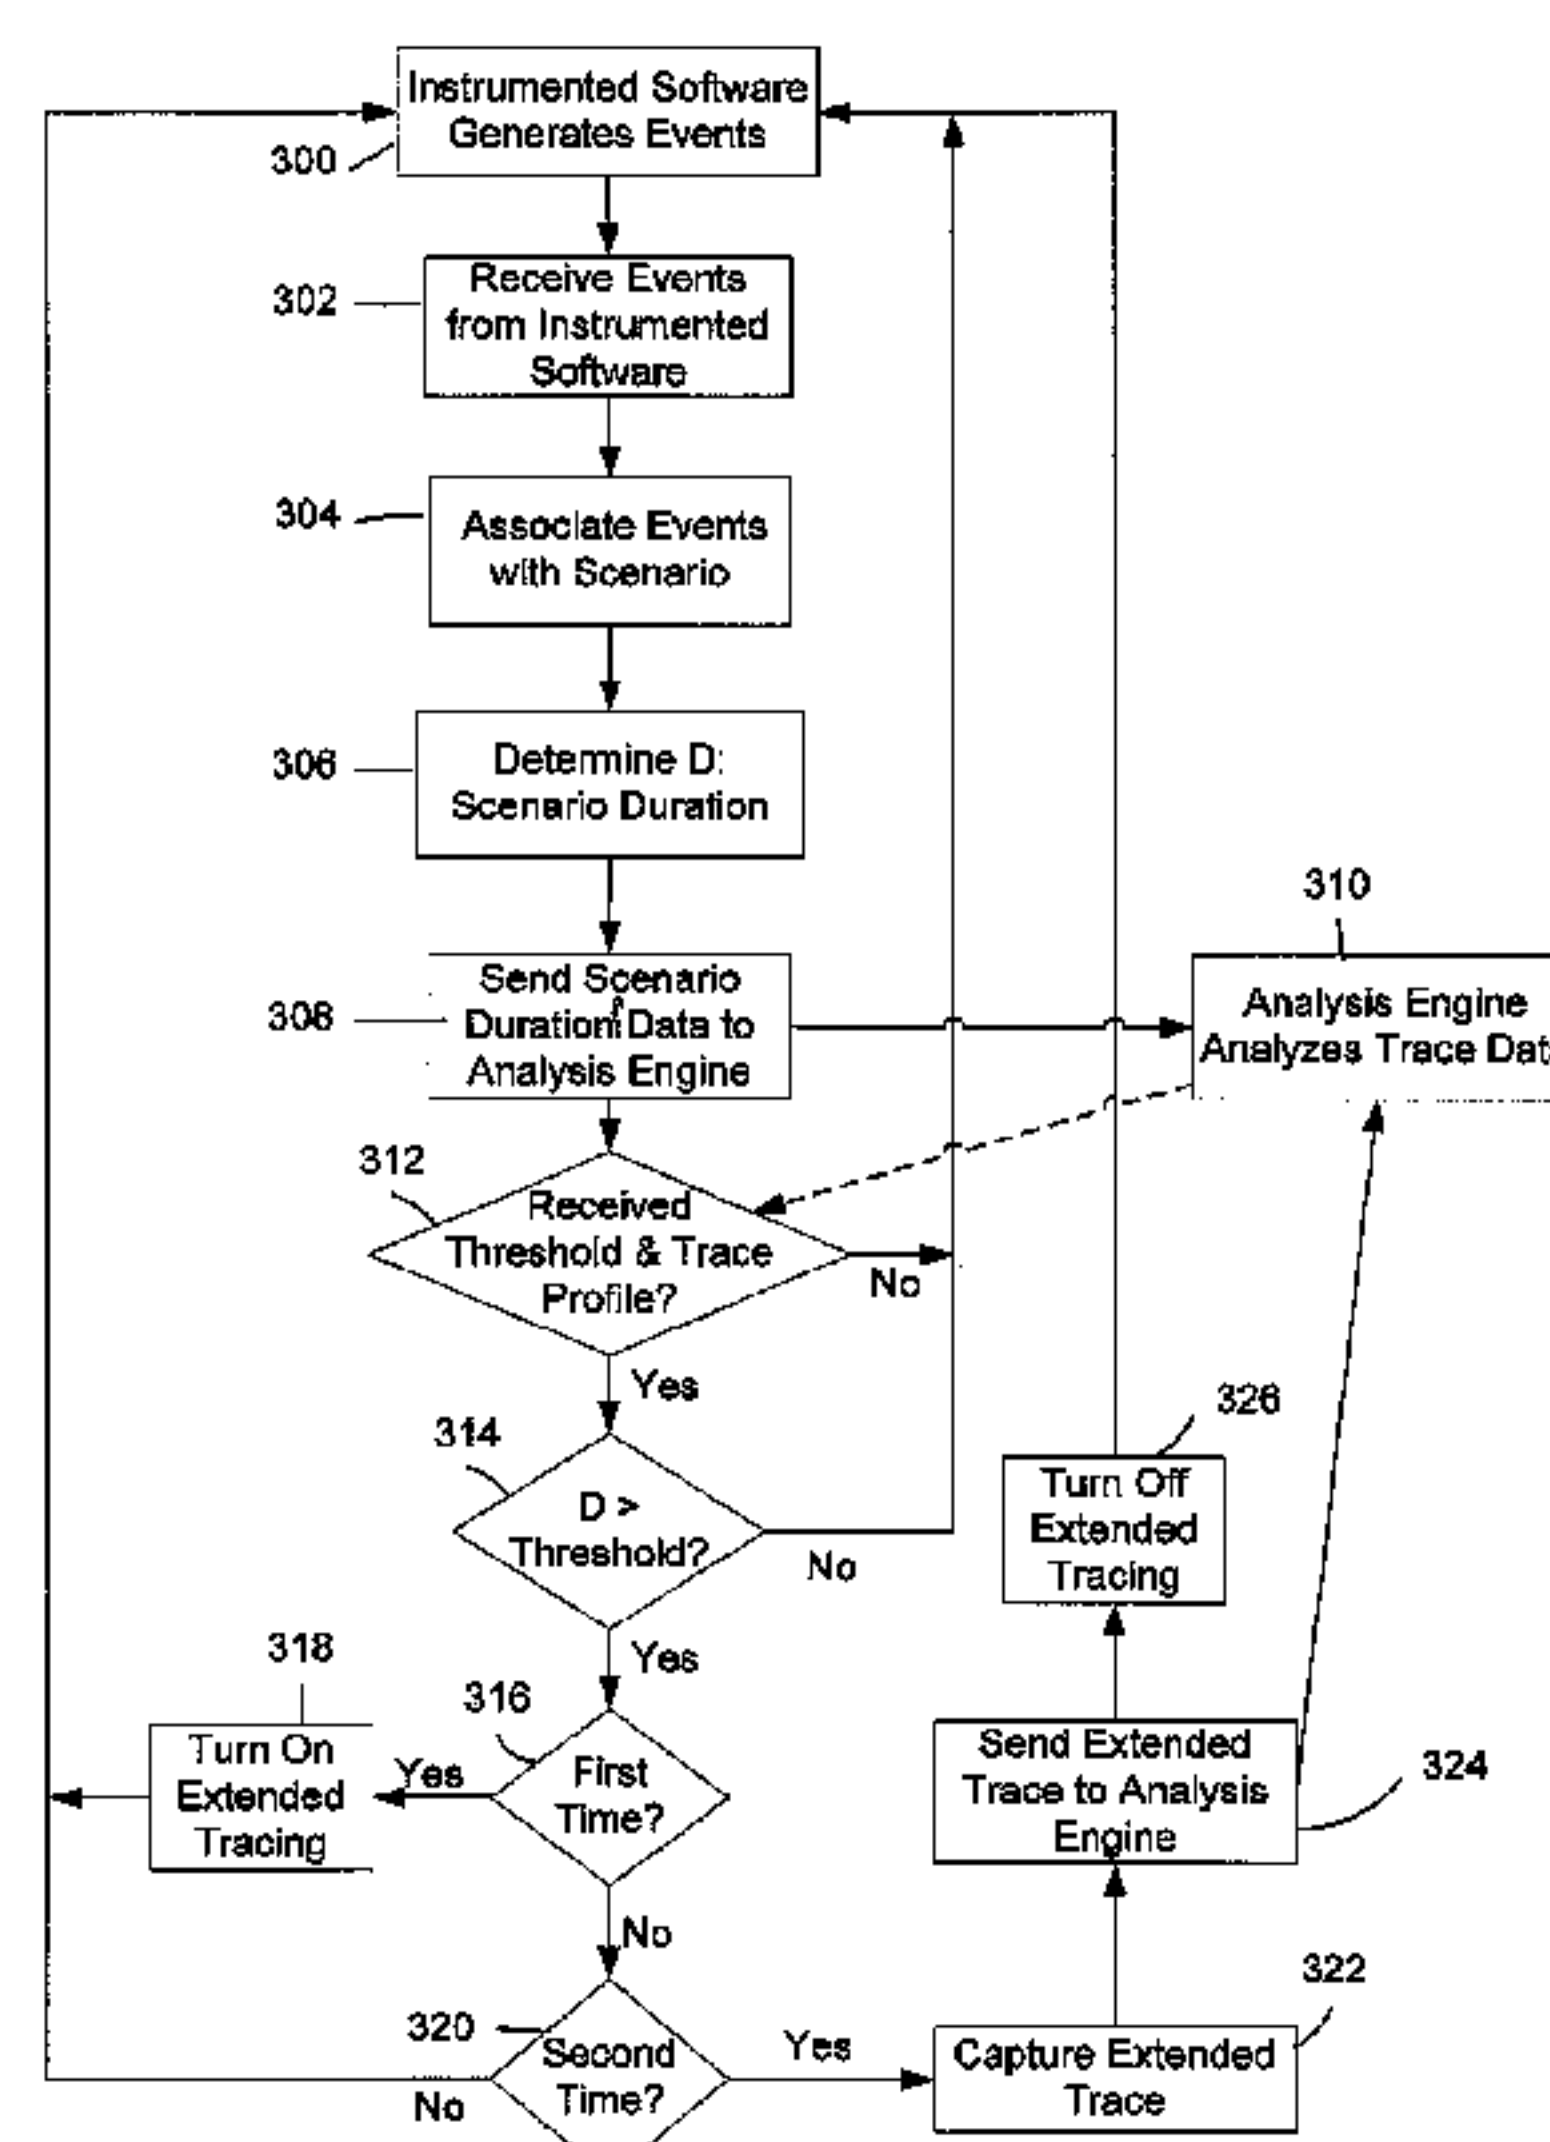 Instrumented Software
Generates Events
300
Receive Events
from Instrumented
Software
302
304
Associate Events
with Scenario
306
Determine D:
Scenario Duration
310
308
Send Scenario
Duration Data to
Analysis Engine
Analysis Engine
Analyzes Trace Dat
312
Received
Threshold & Trace
Profile?
No
Yes
314
D >
Threshold?
No
326
Turn Off
Extended
Tracing
Yes
318
316
Turn On
Extended
Tracing
Yes
First
Time?
Send Extended
Trace to Analysis
Engine
324
No
322
320
Second
Time?
Yes
No
Capture Extended
Trace